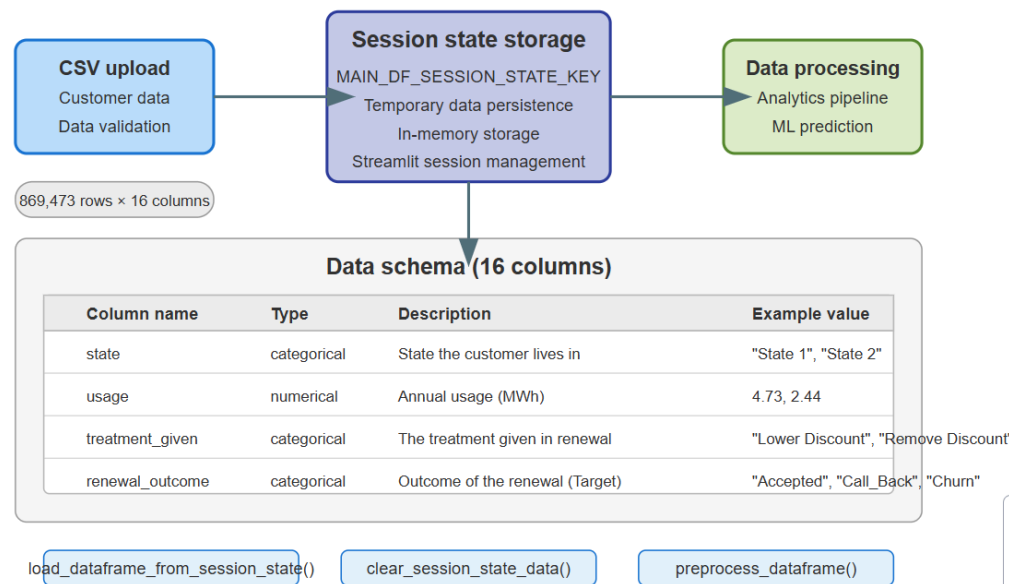 CSV upload
Customer data
Data validation
Session state storage
MAIN_DF_SESSION_STATE_KEY
Temporary data persistence
In-memory storage
Streamlit session management
Data processing
Analytics pipeline
ML prediction
869,473 rows × 16 columns
Data schema (16 columns)
Column name Type Description Example value
state categorical State the customer lives in "State 1", "State 2"
usage numerical Annual usage (MWh) 4.73, 2.44
treatment_given categorical The treatment given in renewal "Lower Discount", "Remove Discount"
renewal_outcome categorical Outcome of the renewal (Target) "Accepted", "Call_Back", "Churn"
load_dataframe_from_session_state() clear_session_state_data() preprocess_dataframe()